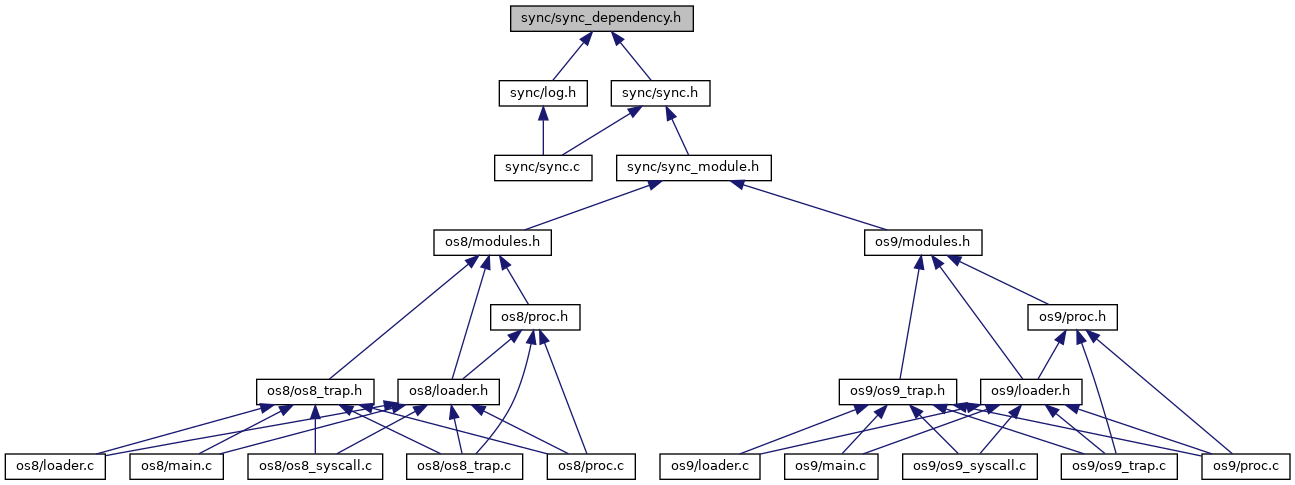 sync/sync_dependency.h
sync/log.h
sync/sync.h
sync/sync.c
sync/sync_module.h
os8/modules.h
os9/modules.h
os8/proc.h
os9/proc.h
os8/os8_trap.h
os8/loader.h
os9/os9_trap.h
os9/loader.h
os8/loader.c
os8/main.c
os8/os8_syscall.c
os8/os8_trap.c
os8/proc.c
os9/loader.c
os9/main.c
os9/os9_syscall.c
os9/os9_trap.c
os9/proc.c